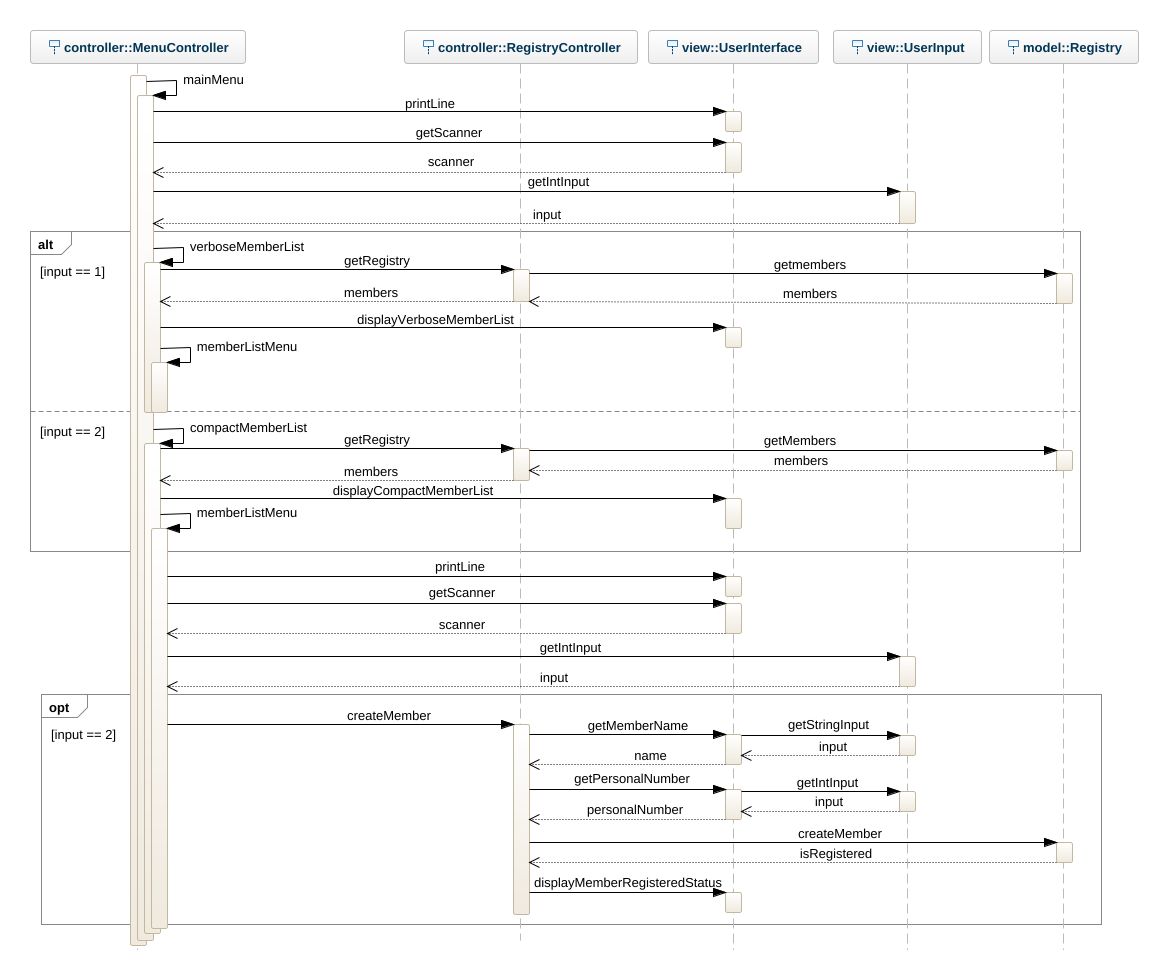 controller::MenuController
controller::RegistryController
view::UserInterface
view::UserInput
model::Registry
mainMenu
printLine
getScanner
scanner
getIntInput
input
alt
verboseMemberList
[input == 1]
getRegistry
getmembers
members
members
displayVerboseMemberList
memberListMenu
[input == 2]
compactMemberList
getRegistry
getMembers
members
members
displayCompactMemberList
memberListMenu
printLine
getScanner
scanner
getIntInput
input
opt
[input == 2]
createMember
getMemberName
getStringInput
input
name
getPersonalNumber
getIntInput
input
personalNumber
createMember
isRegistered
displayMemberRegisteredStatus